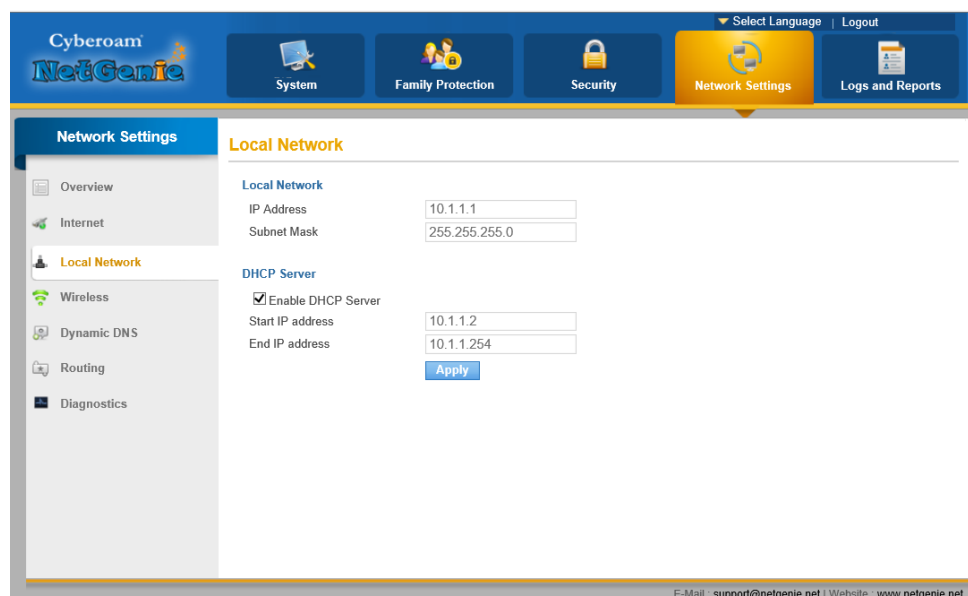 Select Language | Logout
Cyberoam
NetGenie
System
Family Protection
Security
Network Settings
Logs and Reports
Network Settings
Overview
Internet
Local Network
Wireless
Dynamic DNS
Routing
Diagnostics
Local Network
Local Network
IP Address 10.1.1.1
Subnet Mask 255.255.255.0
DHCP Server
Enable DHCP Server
Start IP address 10.1.1.2
End IP address 10.1.1.254
Apply
E-Mail : support@netgenie.net | Website : www.netgenie.net